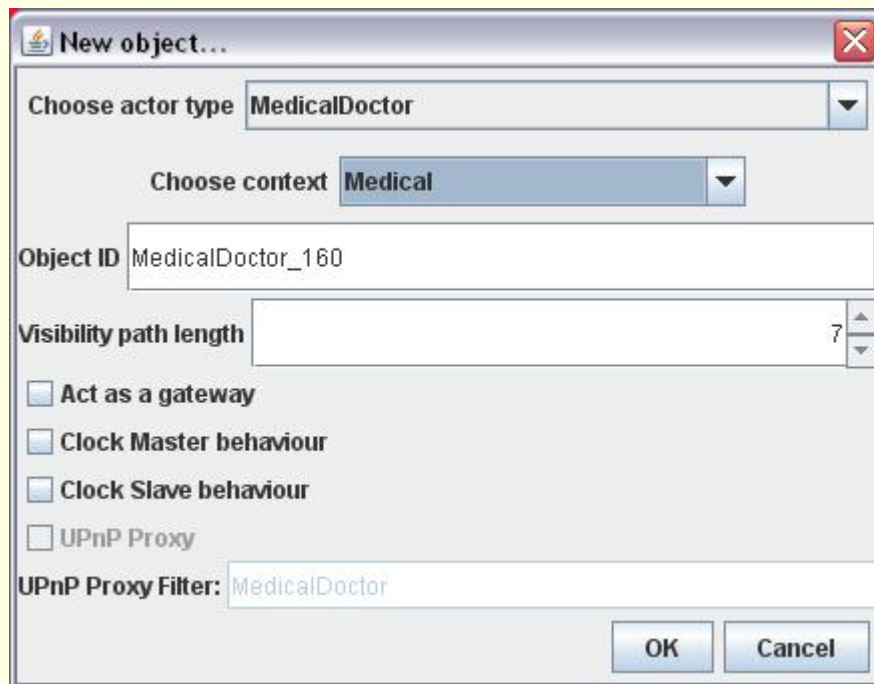 New object...
Choose actor type MedicalDoctor
Choose context Medical
Object ID MedicalDoctor_160
Visibility path length 7
Act as a gateway
Clock Master behaviour
Clock Slave behaviour
UPnP Proxy
UPnP Proxy Filter: MedicalDoctor
OK Cancel